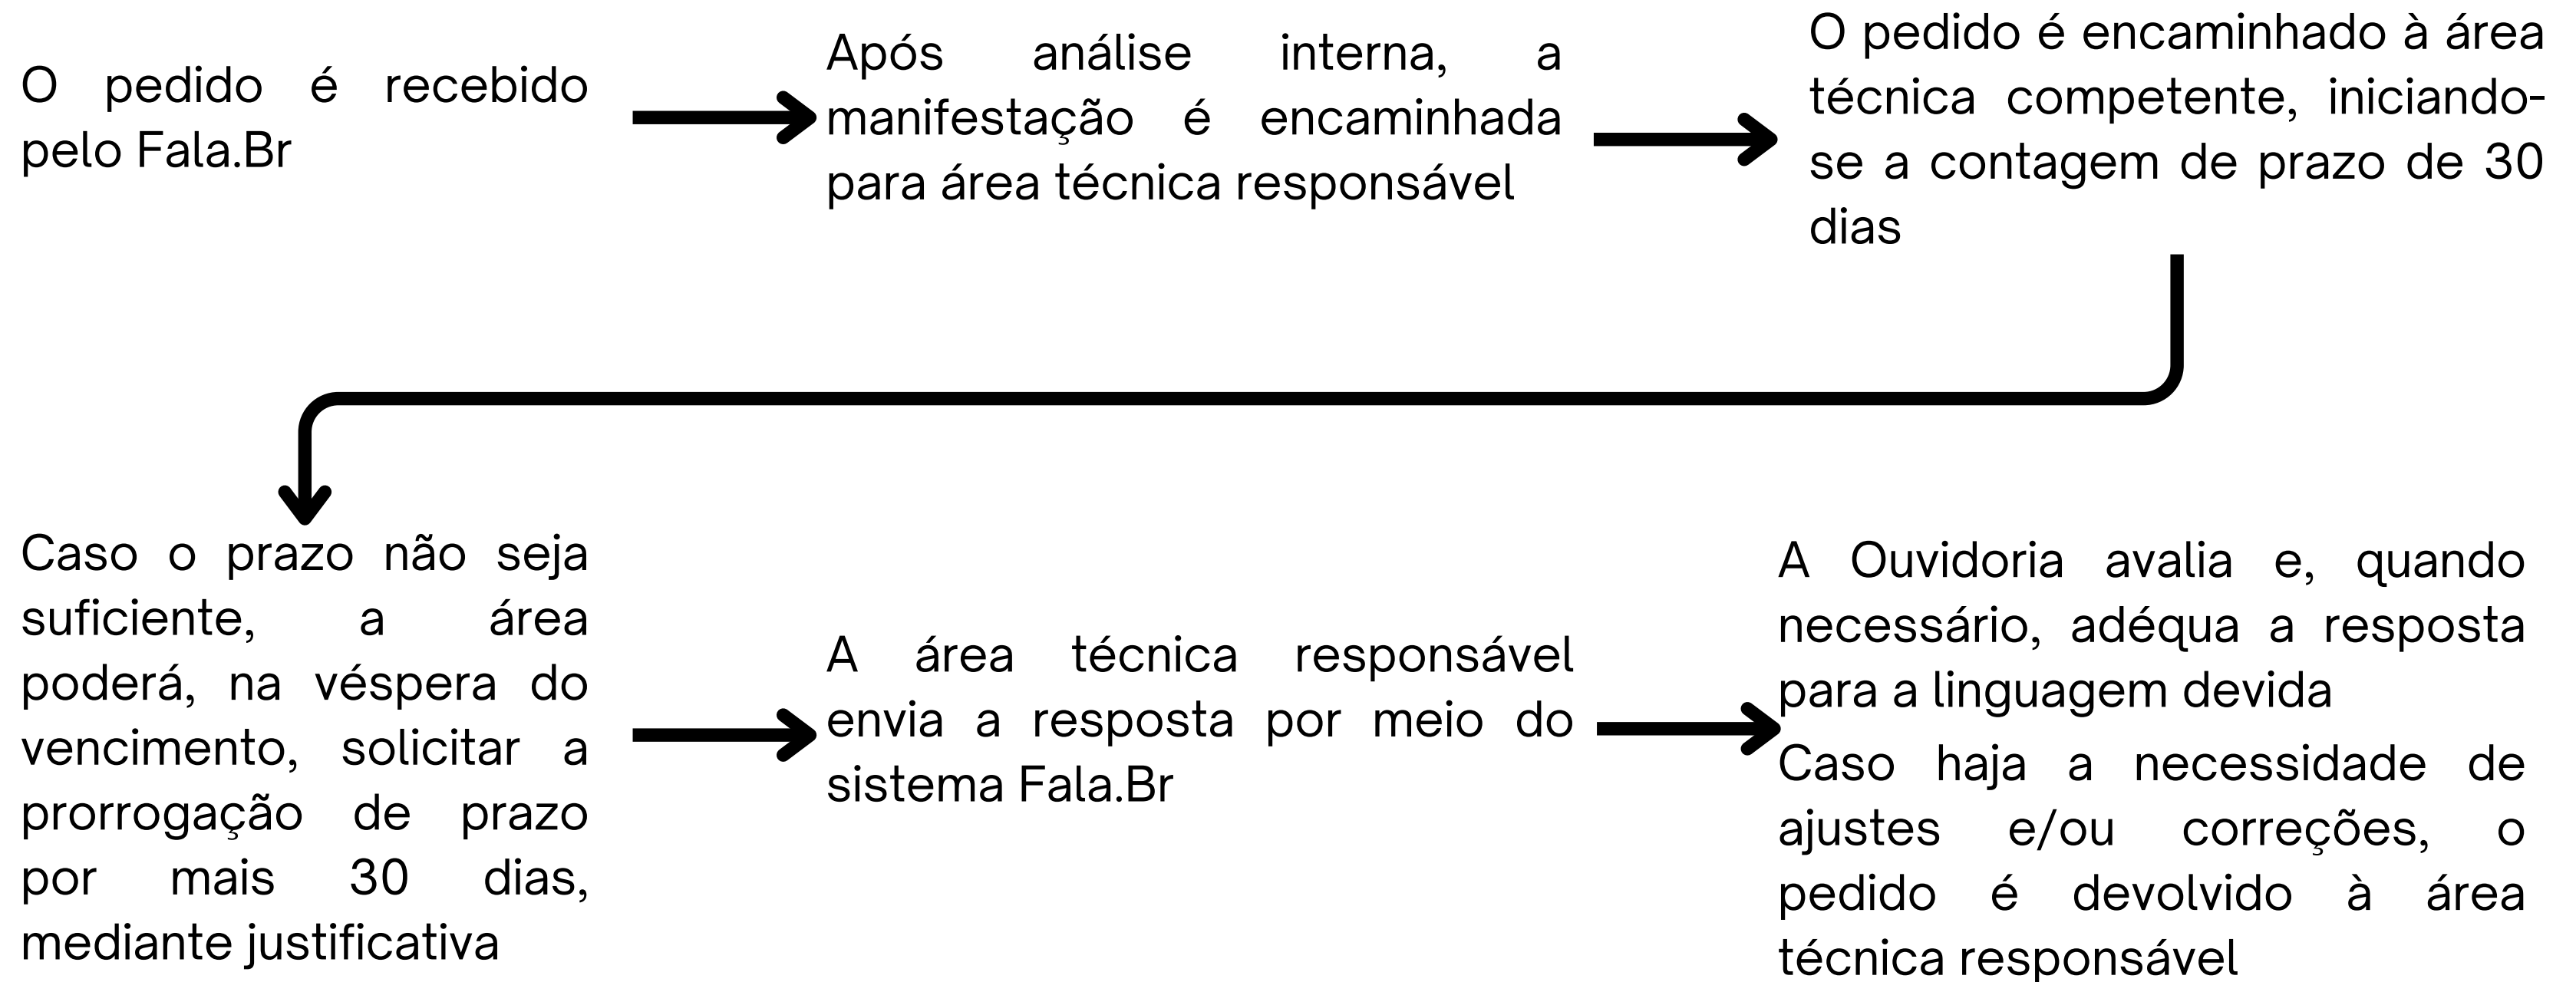 O pedido é recebido
pelo Fala.Br
Após análise interna, a
manifestação é encaminhada
para área técnica responsável
O pedido é encaminhado à área
técnica competente, iniciando-
se a contagem de prazo de 30
dias
Caso o prazo não seja
suficiente, a área
poderá, na véspera do
vencimento, solicitar a
prorrogação de prazo
por mais 30 dias,
mediante justificativa
A área técnica responsável
envia a resposta por meio do
sistema Fala.Br
A Ouvidoria avalia e, quando
necessário, adéqua a resposta
para a linguagem devida
Caso haja a necessidade de
ajustes e/ou correções, o
pedido é devolvido à área
técnica responsável